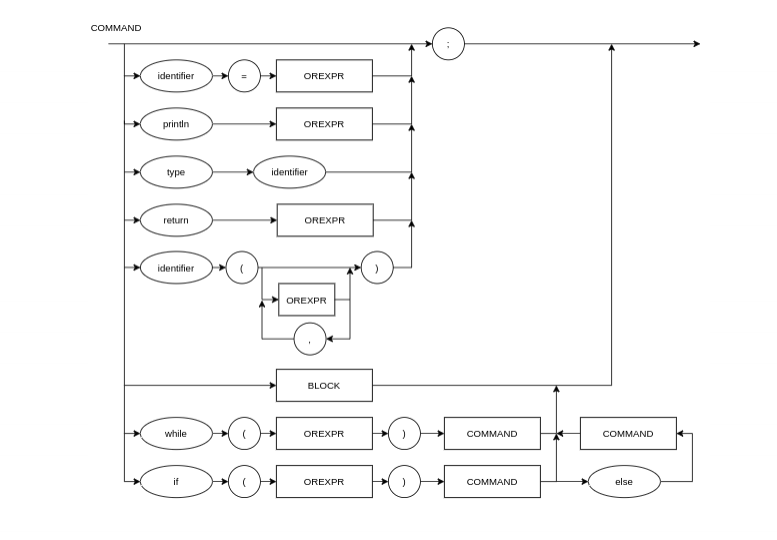 COMMAND
;
identifier = OREXPR
println OREXPR
type identifier
return OREXPR
identifier ( )
OREXPR
,
BLOCK
while ( OREXPR ) COMMAND COMMAND
if ( OREXPR ) COMMAND else